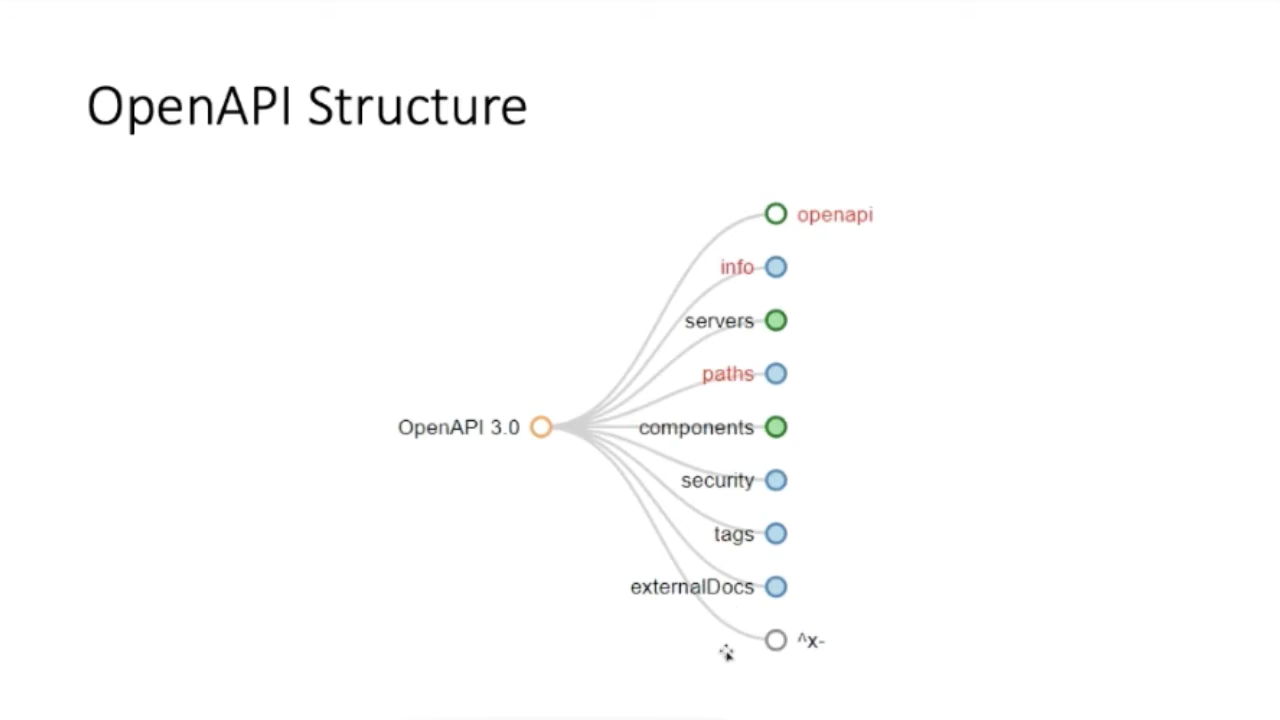 OpenAPI Structure
openapi
info
servers
paths
OpenAPI 3.0
components
security
tags
externalDocs
^x-